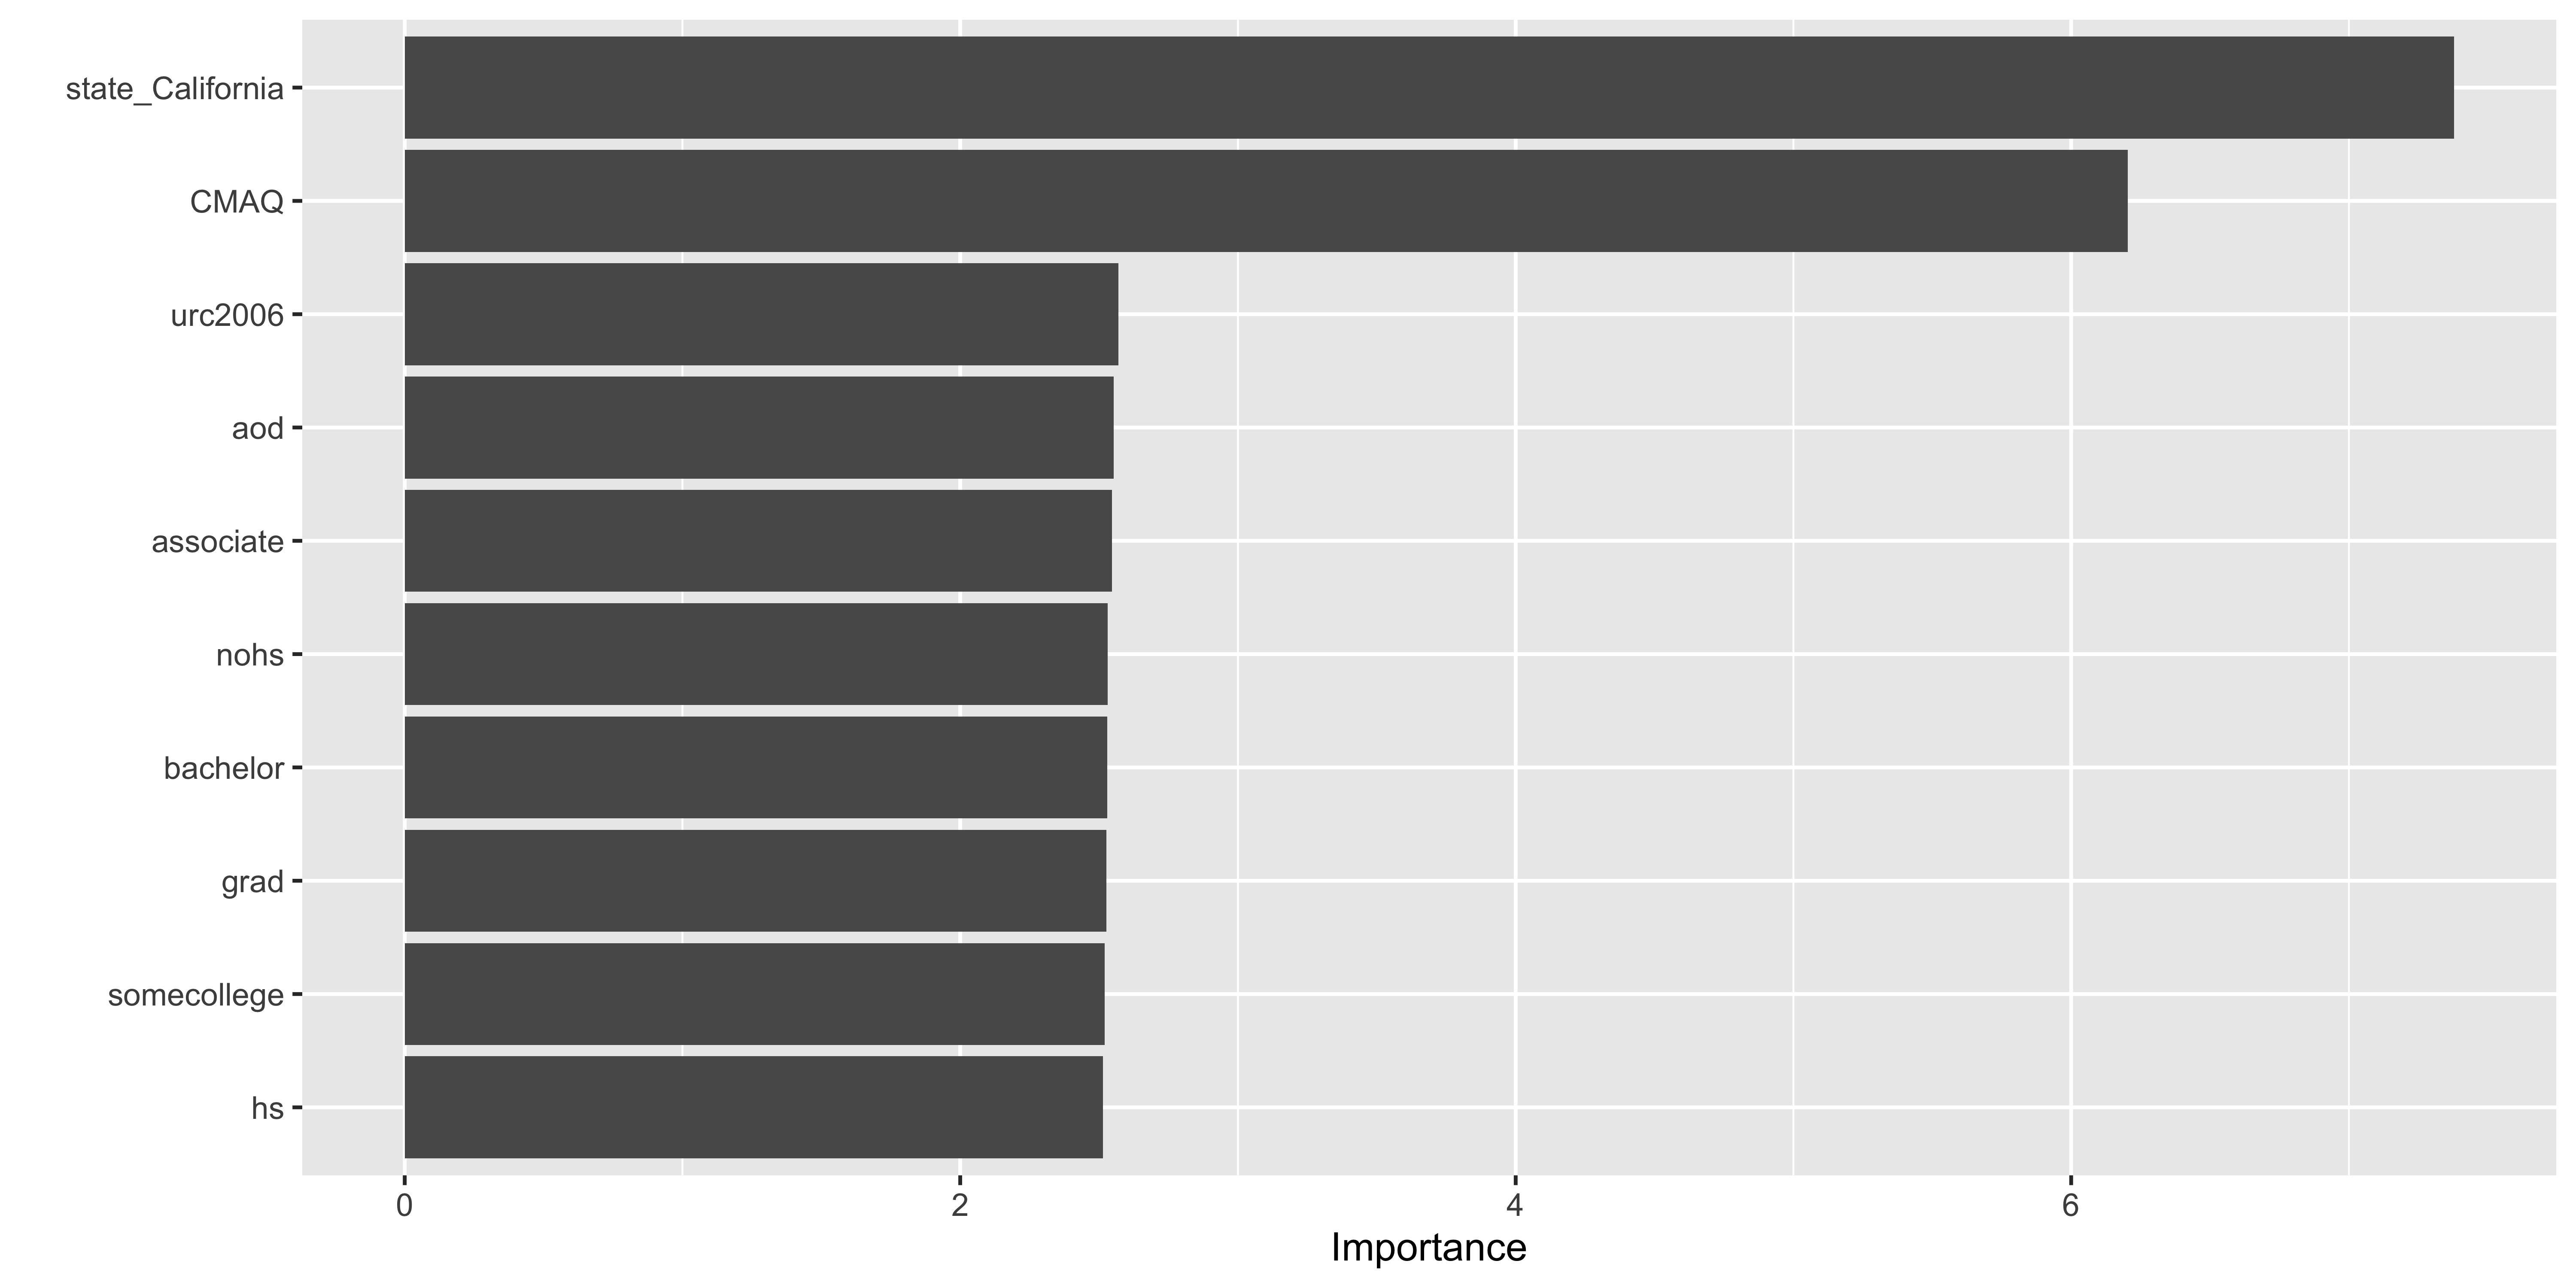 state_California
CMAQ
urc2006
aod
associate
nohs
bachelor
grad
somecollege
hs
0 2 4 6
Importance